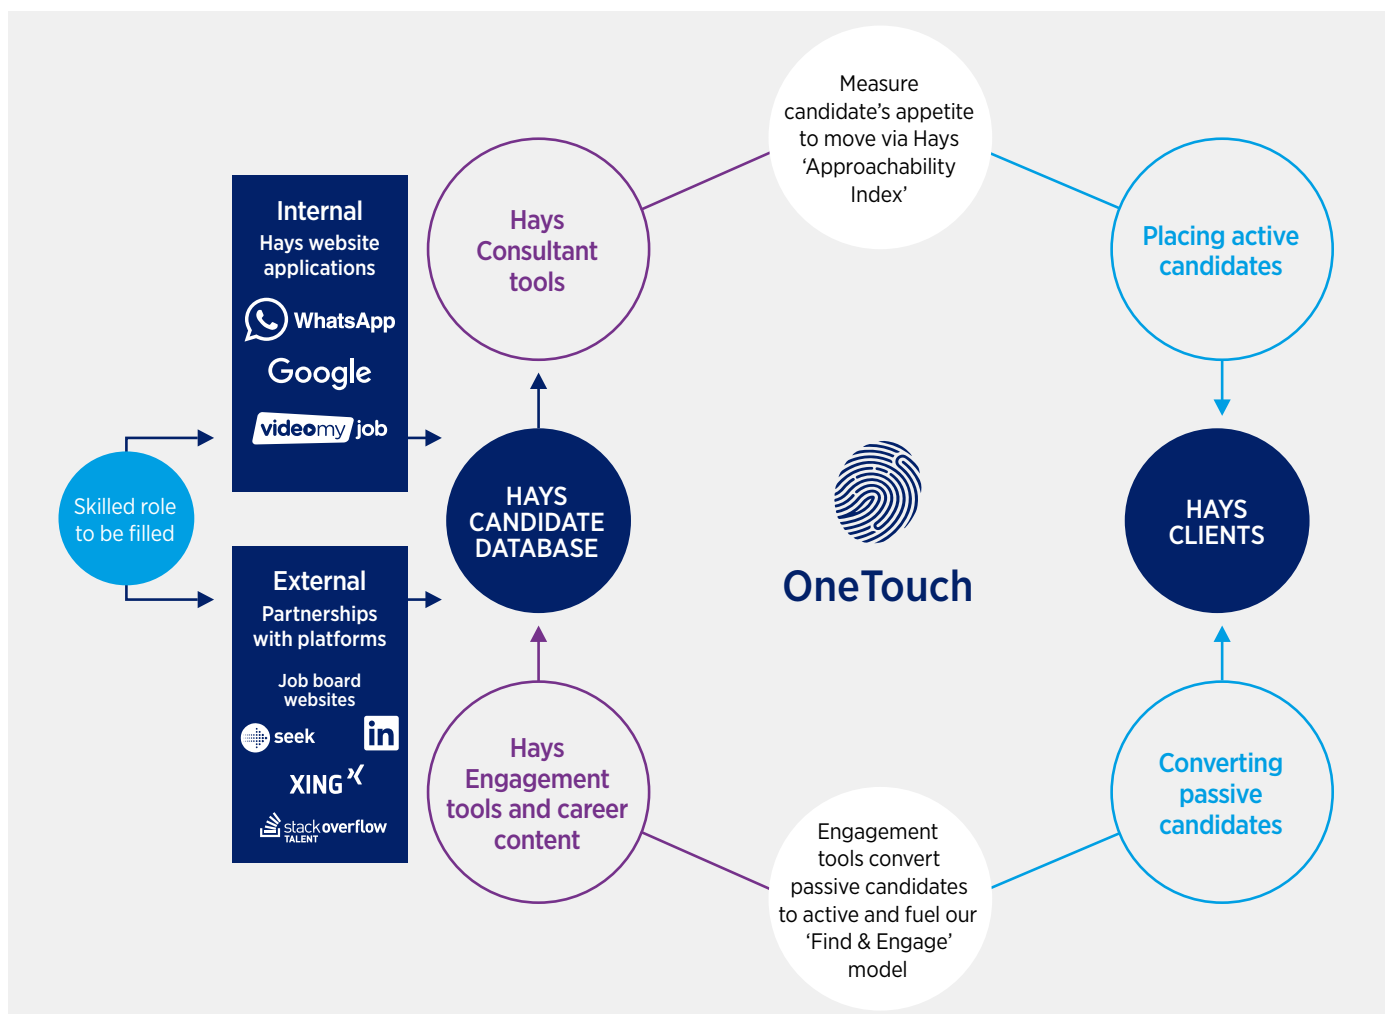 Measure
candidate’s appetite
to move via Hays
‘Approachability
Index’
Internal
Hays website
applications
WhatsApp
Google
videomyjob
Hays
Consultant
tools
Placing active
candidates
Skilled role
to be filled
HAYS
CANDIDATE
DATABASE
OneTouch
HAYS
CLIENTS
External
Partnerships
with platforms
Job board
websites
seek
in
XING
stackoverflow
TALENT
Hays
Engagement
tools and career
content
Converting
passive
candidates
Engagement
tools convert
passive candidates
to active and fuel our
‘Find & Engage’
model